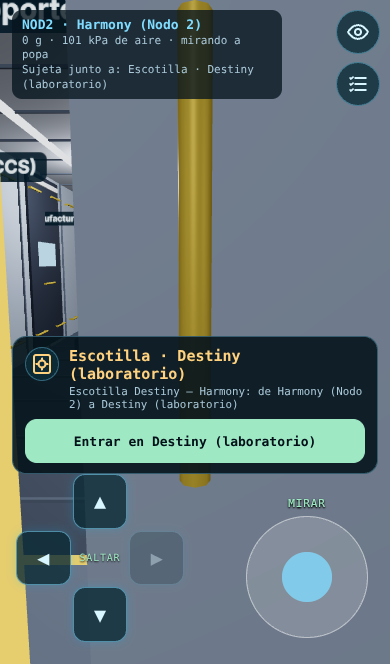 NOD2 · Harmony (Nodo 2)
0 g · 101 kPa de aire · mirando a
popa
Sujeta junto a: Escotilla · Destiny
(laboratorio)
CCS)
ufactur
Escotilla · Destiny
(laboratorio)
Escotilla Destiny — Harmony: de Harmony (Nodo
2) a Destiny (laboratorio)
Entrar en Destiny (laboratorio)
MIRAR
SALTAR